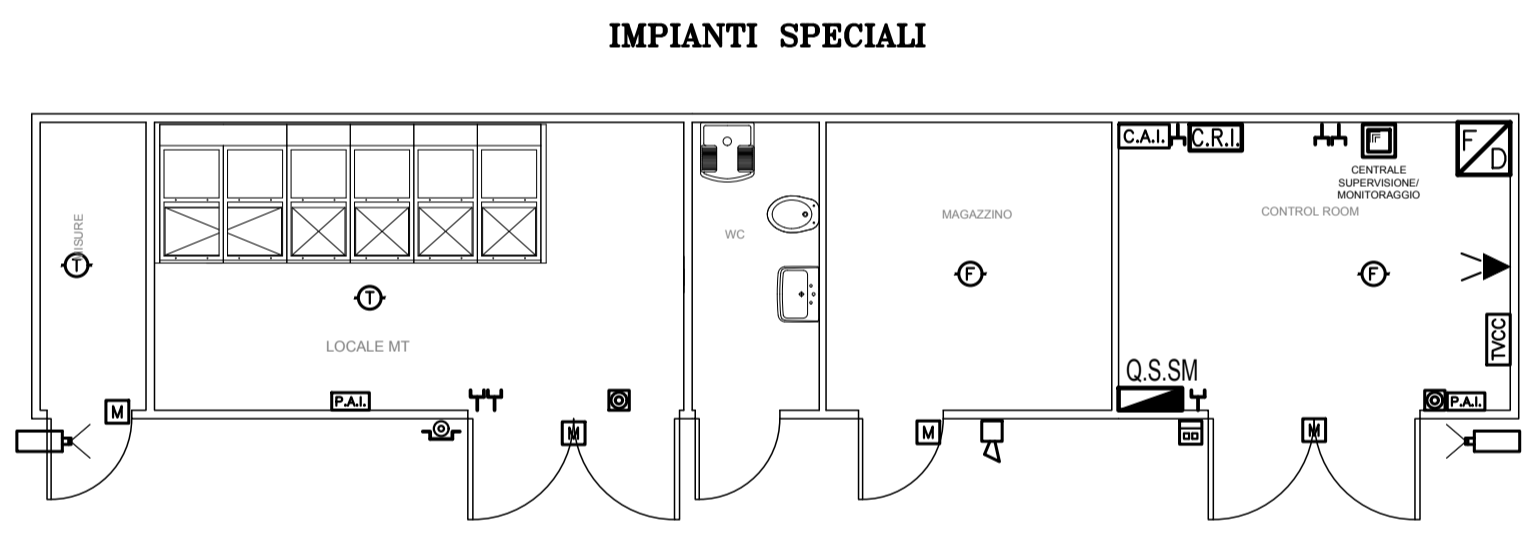 IMPIANTI SPECIALI
C.A.I.
C.R.I.
F
D
CENTRALE
SUPERVISIONE/
MONITORAGGIO
CONTROL ROOM
MISURE
WC
MAGAZZINO
T
T
F
F
LOCALE MT
TVCC
Q.S.SM
P.A.I.
P.A.I.
M
M
M
M